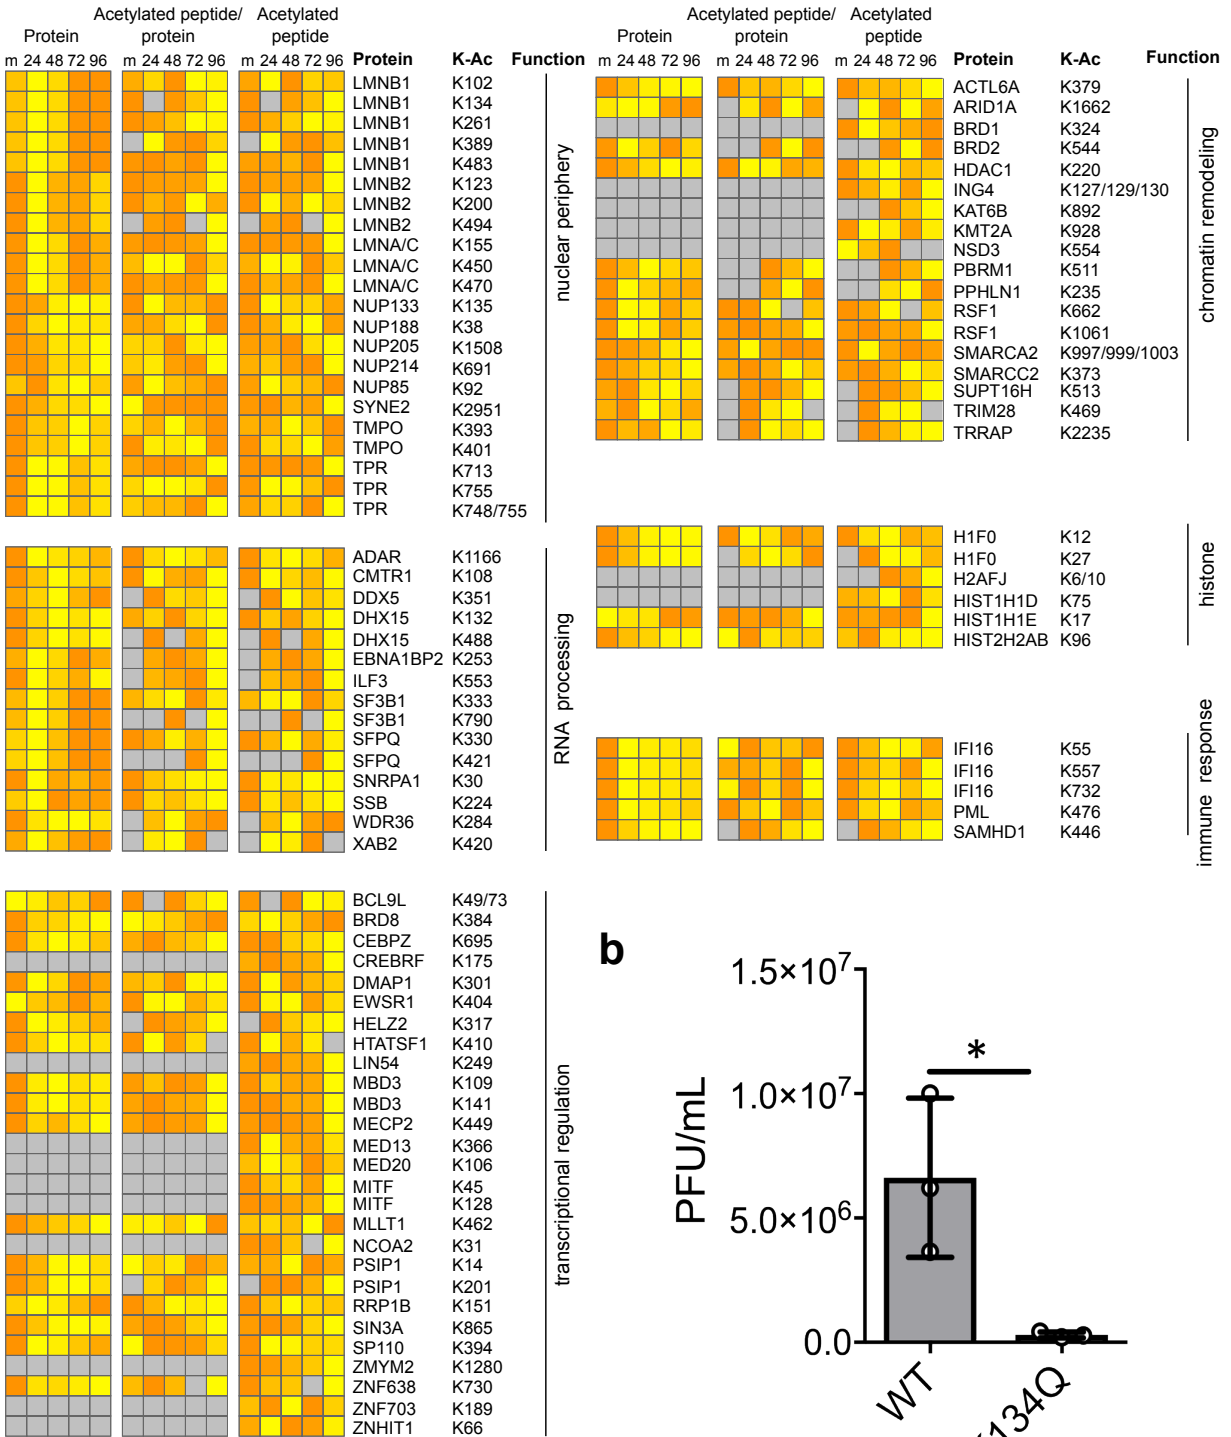 Protein
Acetylated peptide/
protein
Acetylated
peptide
m 24 48 72 96 m 24 48 72 96 m 24 48 72 96 Protein K-Ac Function
LMNB1 K102
LMNB1 K134
LMNB1 K261
LMNB1 K389
LMNB1 K483
LMNB2 K123
LMNB2 K200
LMNB2 K494
LMNA/C K155
LMNA/C K450
LMNA/C K470
NUP133 K135
NUP188 K38
NUP205 K1508
NUP214 K691
NUP85 K92
SYNE2 K2951
TMPO K393
TMPO K401
TPR K713
TPR K755
TPR K748/755
nuclear periphery
ADAR K1166
CMTR1 K108
DDX5 K351
DHX15 K132
DHX15 K488
EBNA1BP2 K253
ILF3 K553
SF3B1 K333
SF3B1 K790
SFPQ K330
SFPQ K421
SNRPA1 K30
SSB K224
WDR36 K284
XAB2 K420
RNA processing
BCL9L K49/73
BRD8 K384
CEBPZ K695
CREBRF K175
DMAP1 K301
EWSR1 K404
HELZ2 K317
HTATSF1 K410
LIN54 K249
MBD3 K109
MBD3 K141
MECP2 K449
MED13 K366
MED20 K106
MITF K45
MITF K128
MLLT1 K462
NCOA2 K31
PSIP1 K14
PSIP1 K201
RRP1B K151
SIN3A K865
SP110 K394
ZMYM2 K1280
ZNF638 K730
ZNF703 K189
ZNHIT1 K66
transcriptional regulation
Protein
Acetylated peptide/
protein
Acetylated
peptide
m 24 48 72 96 m 24 48 72 96 m 24 48 72 96 Protein K-Ac Function
ACTL6A K379
ARID1A K1662
BRD1 K324
BRD2 K544
HDAC1 K220
ING4 K127/129/130
KAT6B K892
KMT2A K928
NSD3 K554
PBRM1 K511
PPHLN1 K235
RSF1 K662
RSF1 K1061
SMARCA2 K997/999/1003
SMARCC2 K373
SUPT16H K513
TRIM28 K469
TRRAP K2235
chromatin remodeling
H1F0 K12
H1F0 K27
H2AFJ K6/10
HIST1H1D K75
HIST1H1E K17
HIST2H2AB K96
histone
IFI16 K55
IFI16 K557
IFI16 K732
PML K476
SAMHD1 K446
immune response
b
PFU/mL
1.5×10⁷
1.0×10⁷
5.0×10⁶
0.0
*
WT
134Q